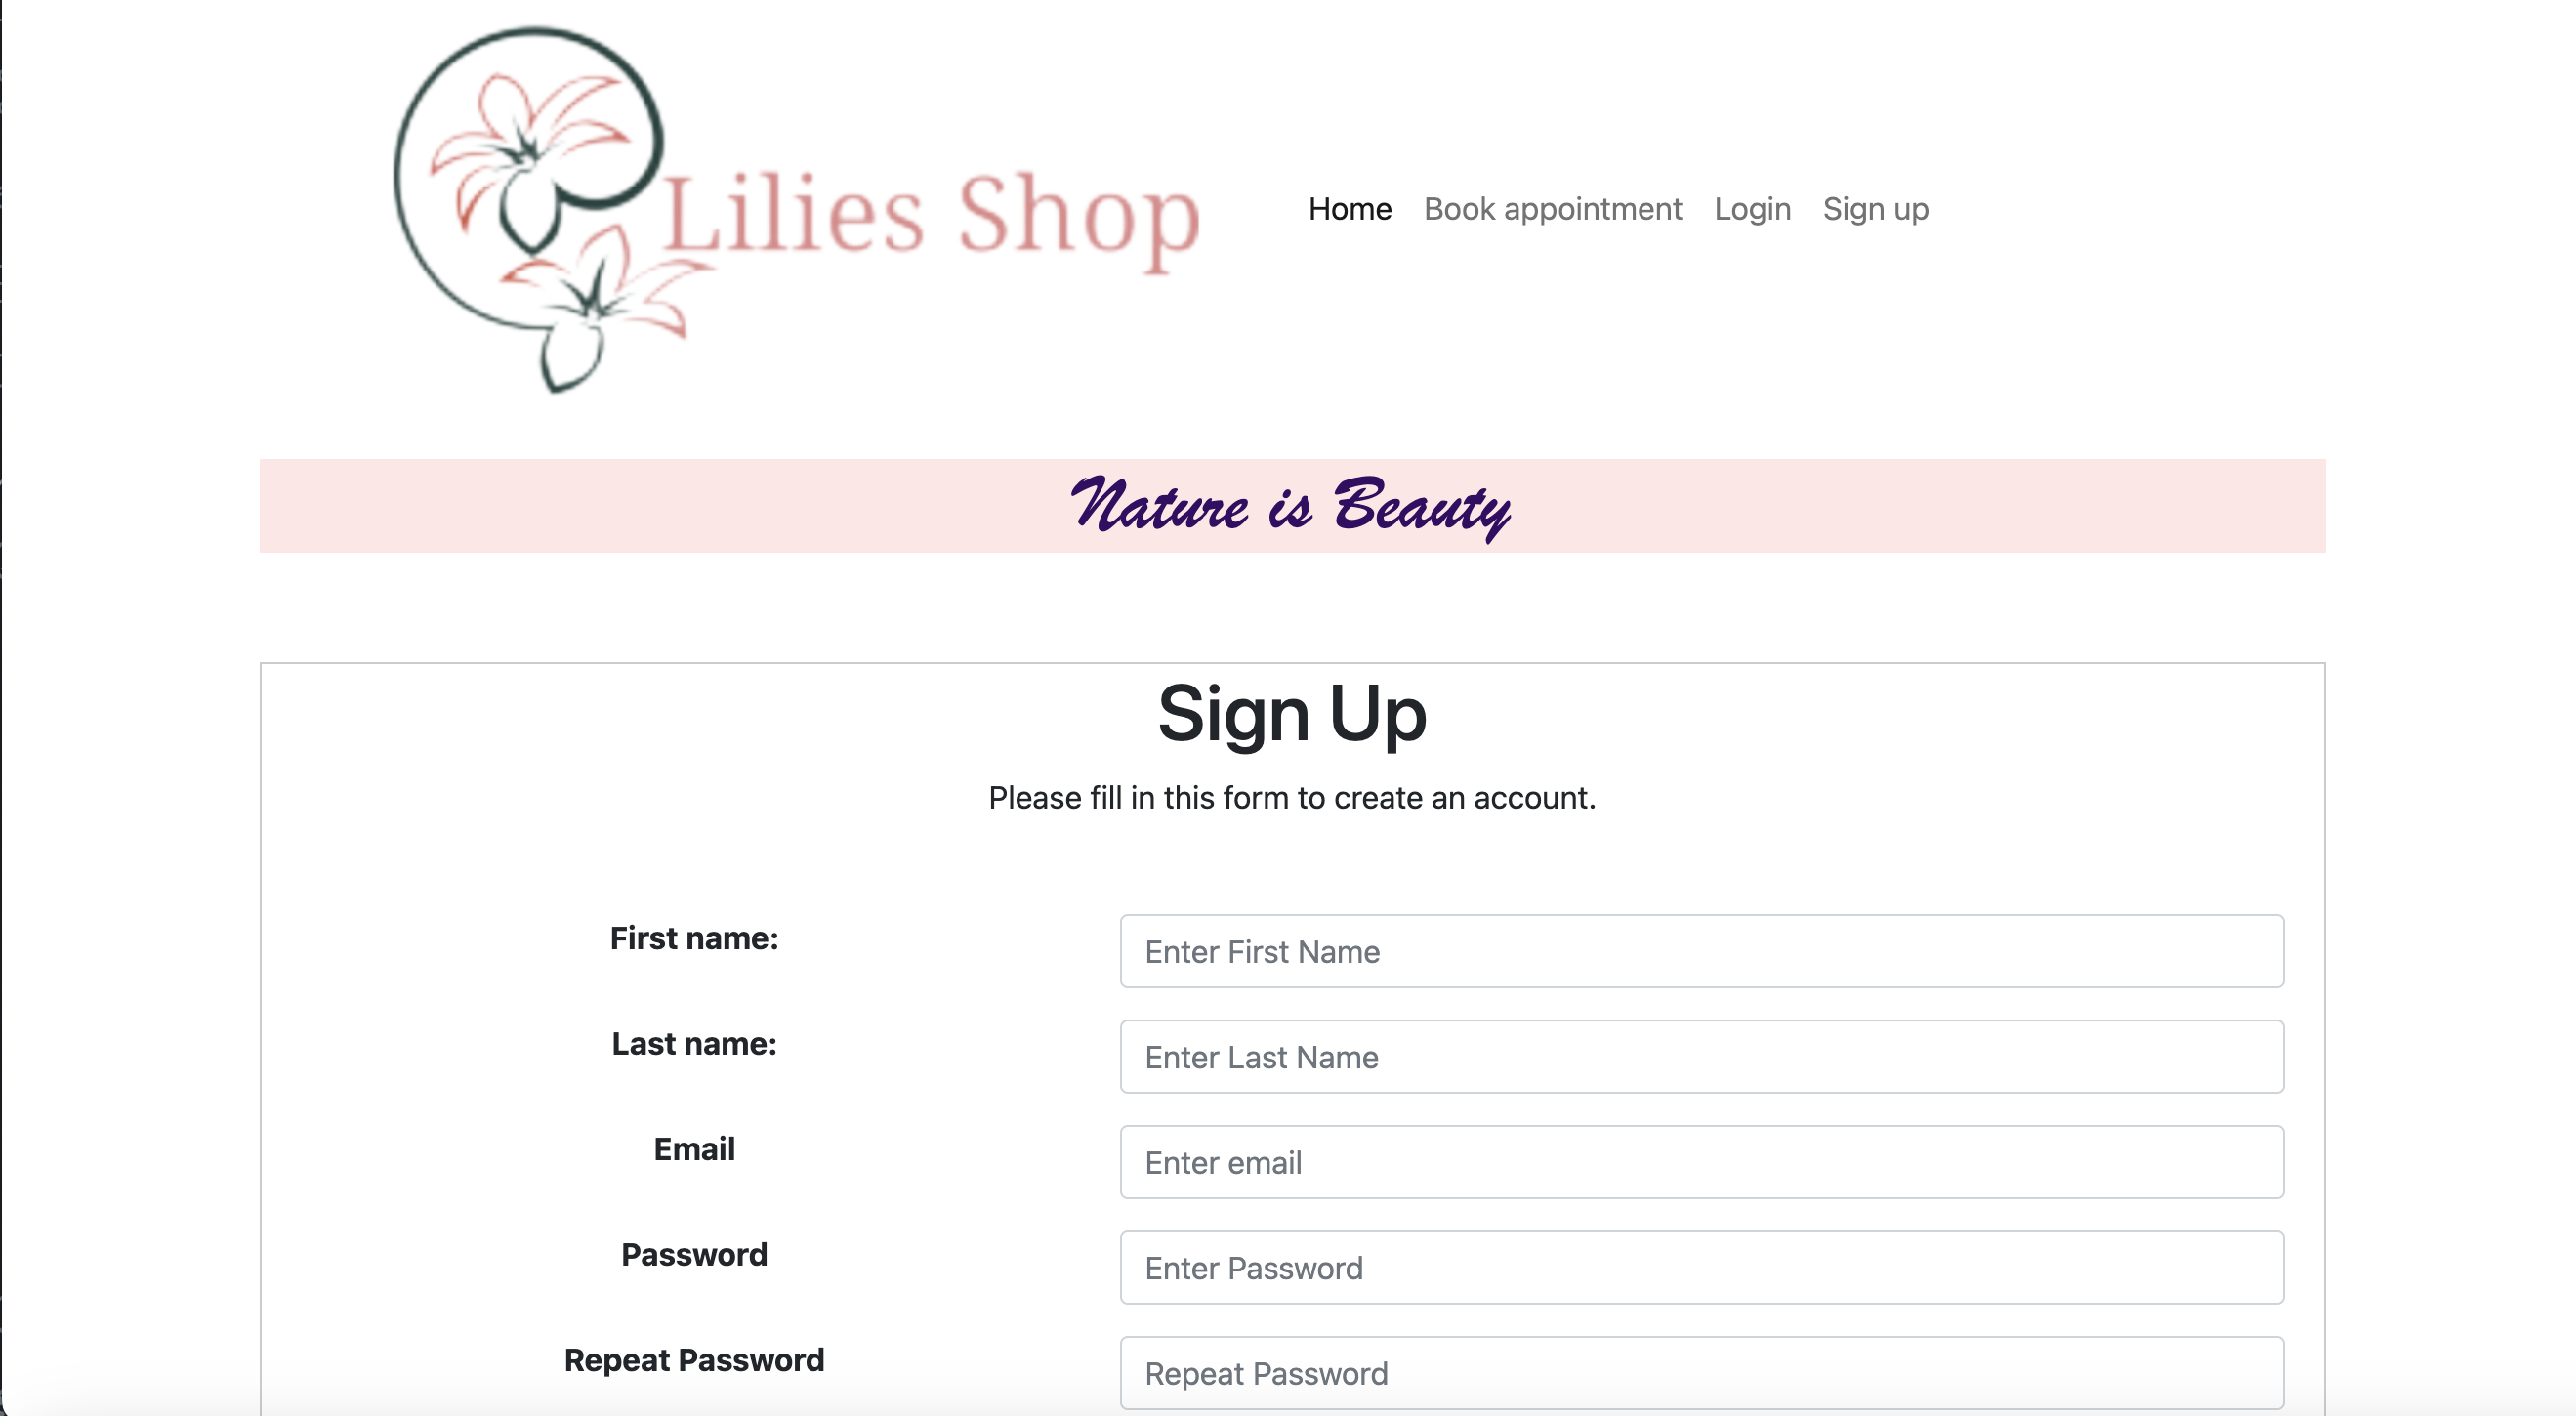 Lilies Shop
Home Book appointment Login Sign up
Nature is Beauty
Sign Up
Please fill in this form to create an account.
First name: Enter First Name
Last name: Enter Last Name
Email Enter email
Password Enter Password
Repeat Password Repeat Password